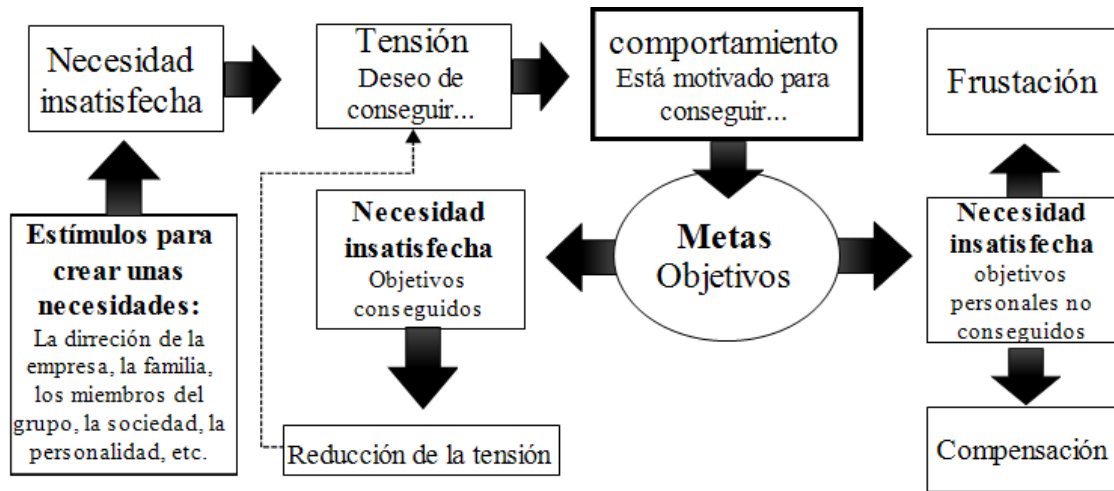 Necesidad
insatisfecha
Tensión
Deseo de
conseguir...
comportamiento
Está motivado para
conseguir...
Frustación
Estímulos para
crear unas
necesidades:
La dirreción de la
empresa, la familia,
los miembros del
grupo, la sociedad, la
personalidad, etc.
Necesidad
insatisfecha
Objetivos
conseguidos
Metas
Objetivos
Necesidad
insatisfecha
objetivos
personales no
conseguidos
Reducción de la tensión
Compensación